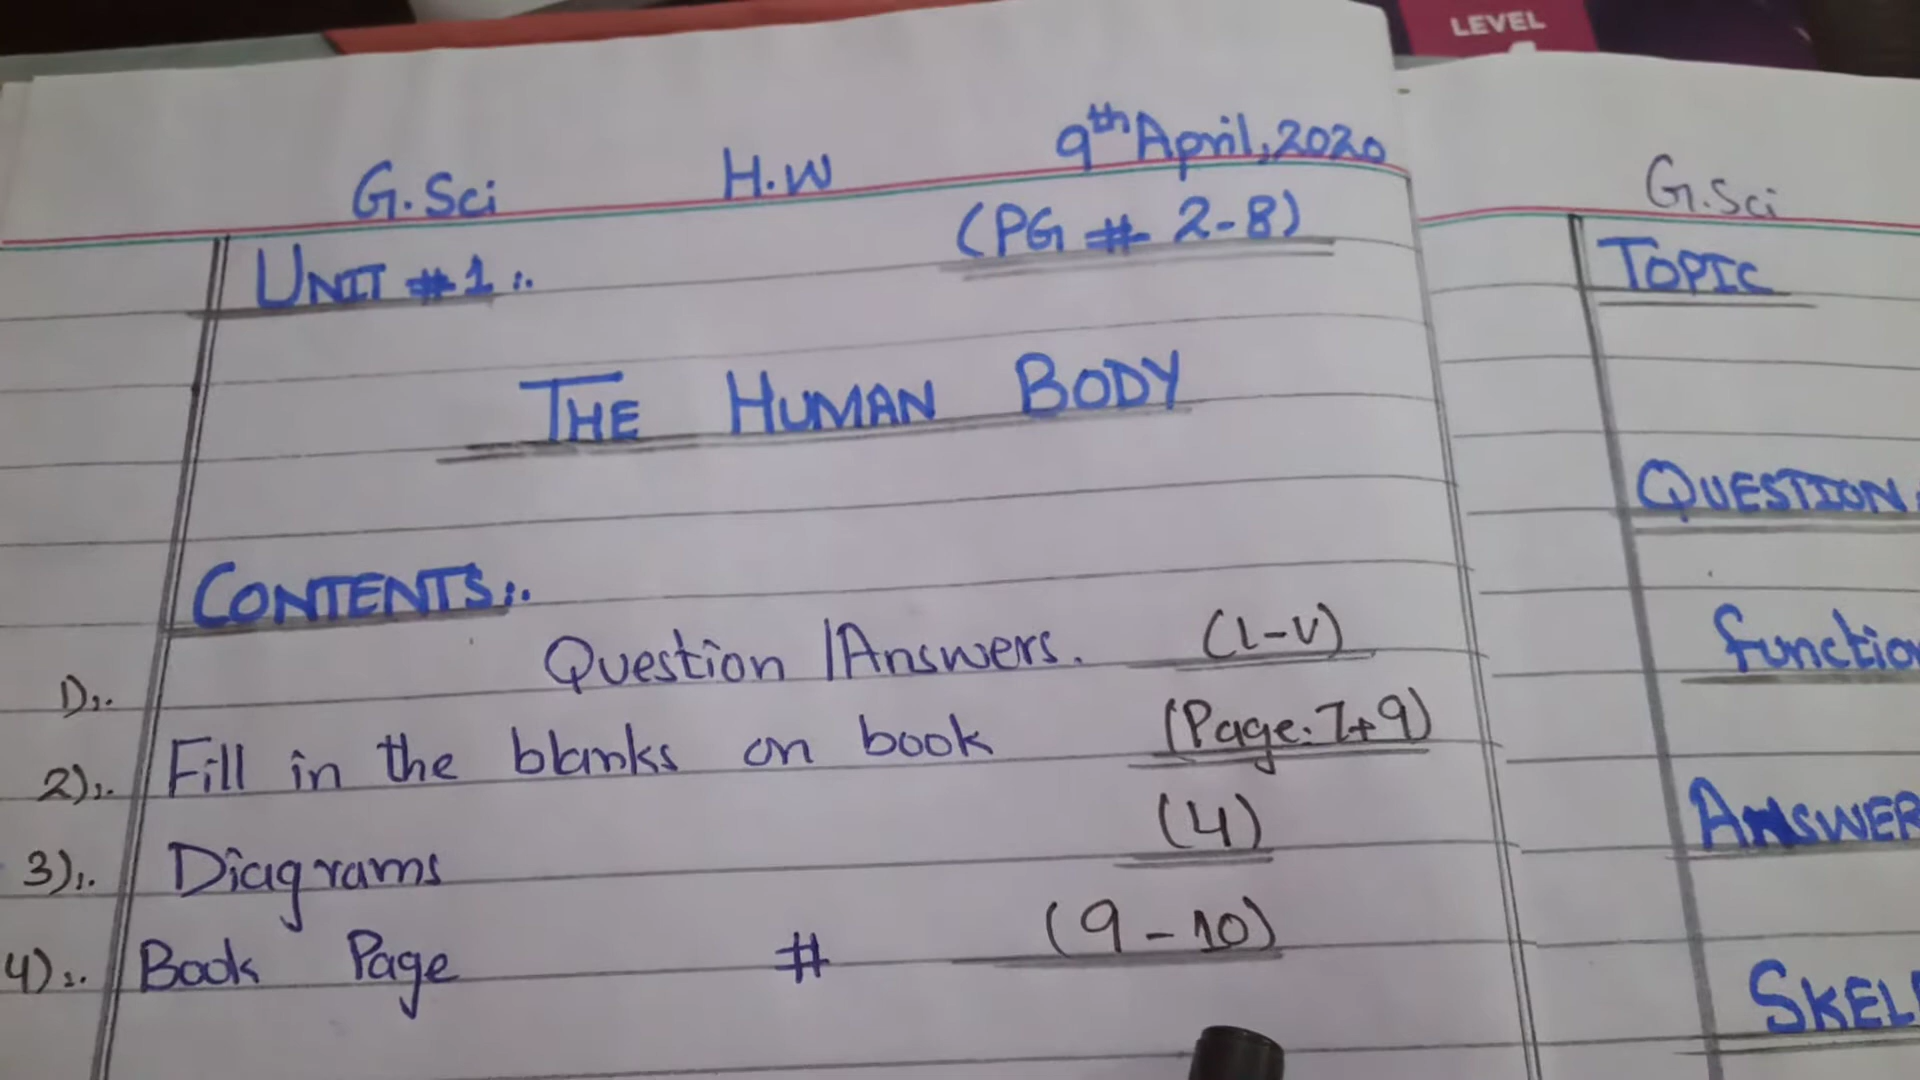 LEVEL
G.Sci H.W 9th April, 2020
UNIT #1:. (PG # 2-8)
THE HUMAN BODY
CONTENTS:.
1):. Question/Answers. (I-V)
2):. Fill in the blanks on book (Page: 7+9)
3):. Diagrams (4)
4):. Book Page # (9-10)
G.Sci
TOPIC
QUESTION
functio
ANSWER
SKEL